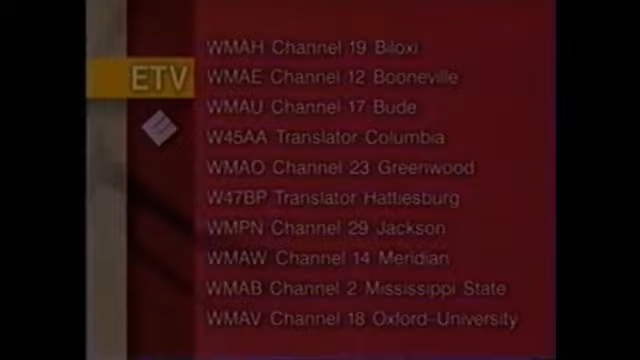 ETV
WMAH Channel 19 Biloxi
WMAE Channel 12 Booneville
WMAU Channel 17 Bude
W45AA Translator Columbia
WMAO Channel 23 Greenwood
W47BP Translator Hattiesburg
WMPN Channel 29 Jackson
WMAW Channel 14 Meridian
WMAB Channel 2 Mississippi State
WMAV Channel 18 Oxford-University